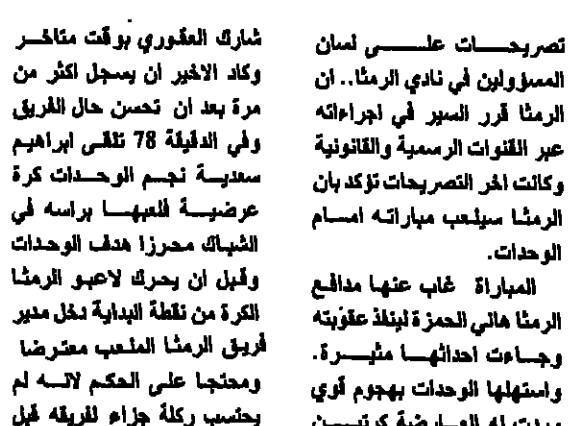 تصريحات على لسان
المسؤولين في نادي الرمثا.. ان
الرمثا قرر السير في اجراءاته
عبر القنوات الرسمية والقانونية
وكانت اخر التصريحات تؤكد بان
الرمثا سيلعب مباراته امام
الوحدات.
المباراة غاب عنها مدافع
الرمثا هاني الحمزة لينفذ عقوبته
وجاءت احداثها مثيرة.
واستهلها الوحدات بهجوم قوي
وردت له العارضة كرتين
شارك العقوري بوقت متاخر
وكاد الاخير ان يسجل اكثر من
مرة بعد ان تحسن حال الفريق
وفي الدقيقة 78 تلقى ابراهيم
سعدية نجم الوحدات كرة
عرضية فلعبها براسه في
الشباك محرزا هدف الوحدات
وقبل ان يحرك لاعبو الرمثا
الكرة من نقطة البداية دخل مدير
فريق الرمثا الملعب معترضا
ومحتجا على الحكم لانه لم
يحتسب ركلة جزاء لفريقه قبل